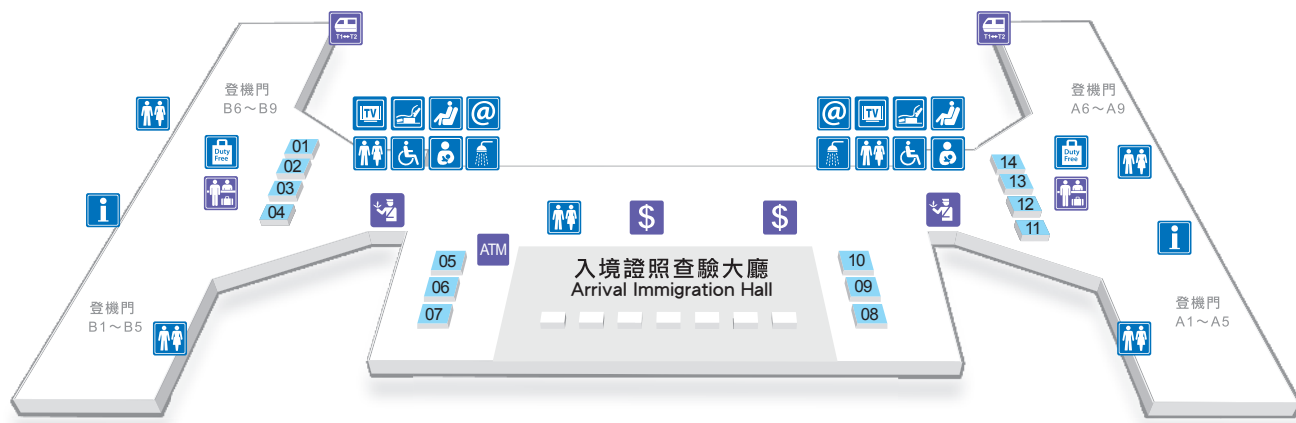 T1↔T2
T1↔T2
登機門
B6～B9
登機門
A6～A9
TV
@
@
TV
Duty
Free
Duty
Free
01
02
03
04
14
13
12
11
i
i
$
$
ATM
05
06
07
入境證照查驗大廳
Arrival Immigration Hall
10
09
08
登機門
B1～B5
登機門
A1～A5